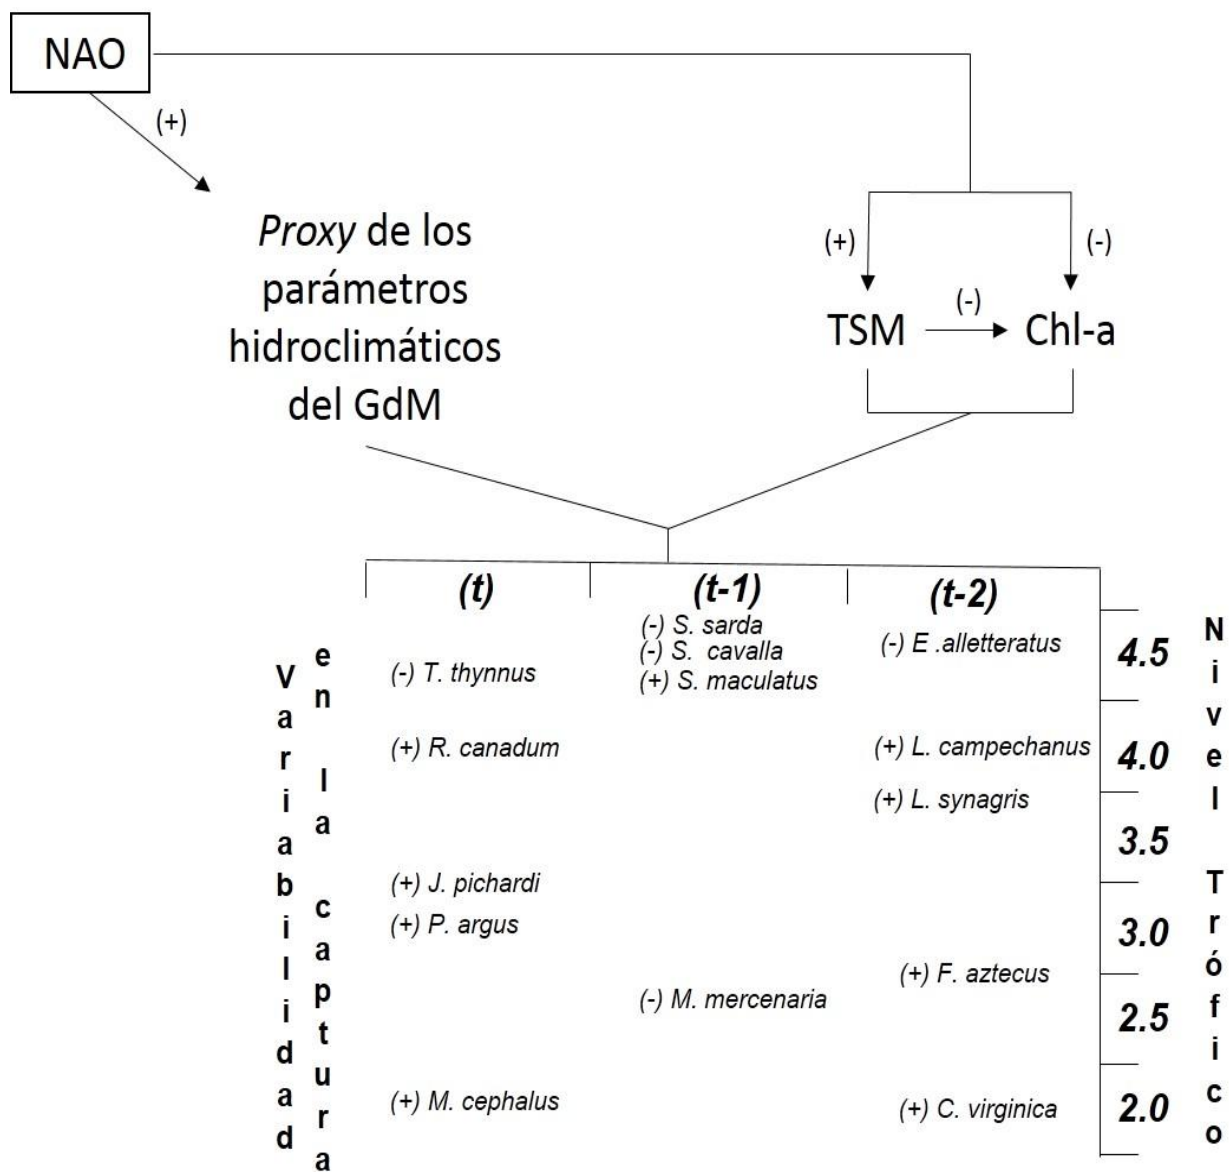 NAO
(+)
Proxy de los
parámetros
hidroclimáticos
del GdM
(+)
(-)
(-)
TSM
Chl-a
(t)
(t-1)
(t-2)
Variabilidad
en la captura
(-) T. thynnus
(+) R. canadum
(+) J. pichardi
(+) P. argus
(+) M. cephalus
(-) S. sarda
(-) S. cavalla
(+) S. maculatus
(-) M. mercenaria
(-) E .alletteratus
(+) L. campechanus
(+) L. synagris
(+) F. aztecus
(+) C. virginica
4.5
4.0
3.5
3.0
2.5
2.0
Nivel Trófico